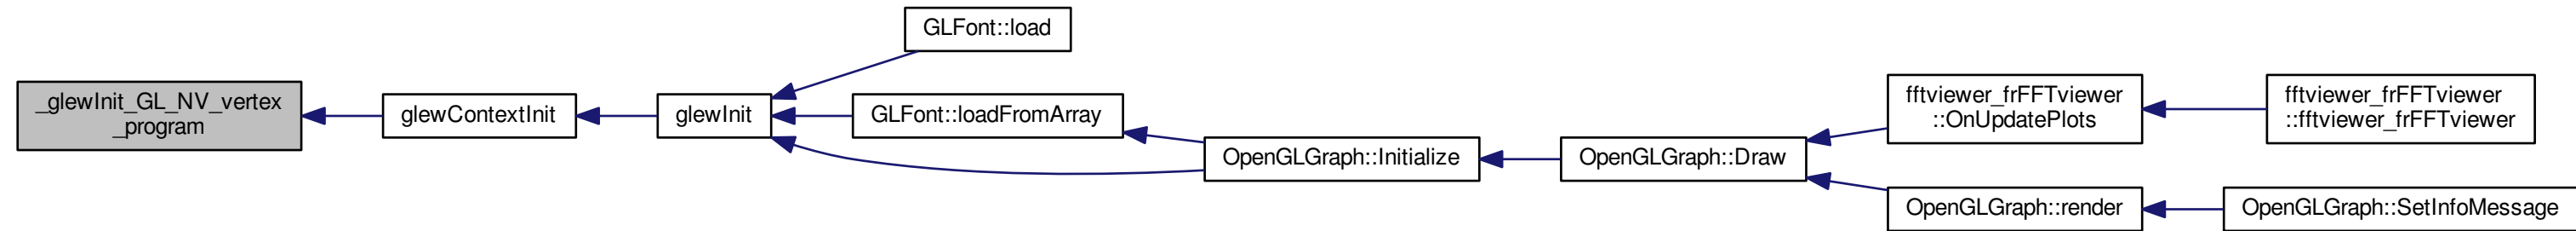 GLFont::load
_glewInit_GL_NV_vertex
_program
glewContextInit
glewInit
GLFont::loadFromArray
OpenGLGraph::Initialize
OpenGLGraph::Draw
fftviewer_frFFTviewer
::OnUpdatePlots
fftviewer_frFFTviewer
::fftviewer_frFFTviewer
OpenGLGraph::render
OpenGLGraph::SetInfoMessage